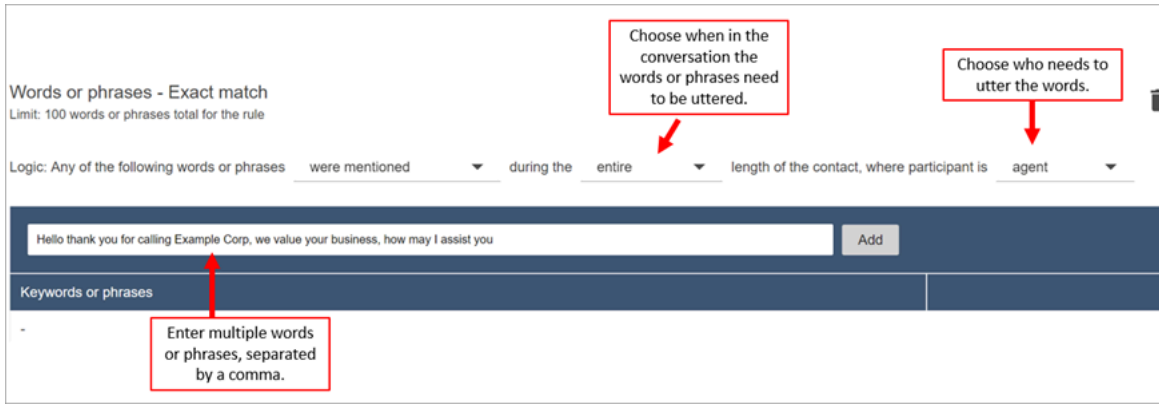 Choose when in the
conversation the
words or phrases need
to be uttered.
Choose who needs to
utter the words.
Words or phrases - Exact match
Limit: 100 words or phrases total for the rule
Logic: Any of the following words or phrases were mentioned during the entire length of the contact, where participant is agent
Hello thank you for calling Example Corp, we value your business, how may I assist you Add
Keywords or phrases
-
Enter multiple words
or phrases, separated
by a comma.